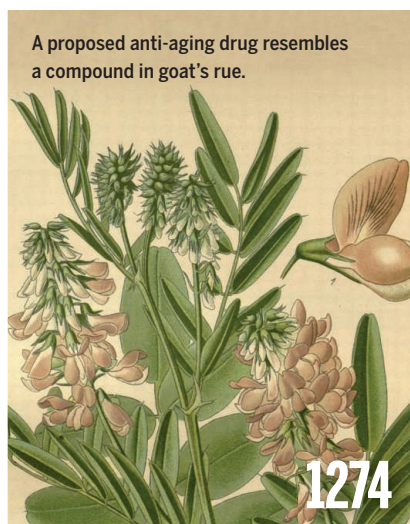 A proposed anti-aging drug resembles
a compound in goat's rue.
1274